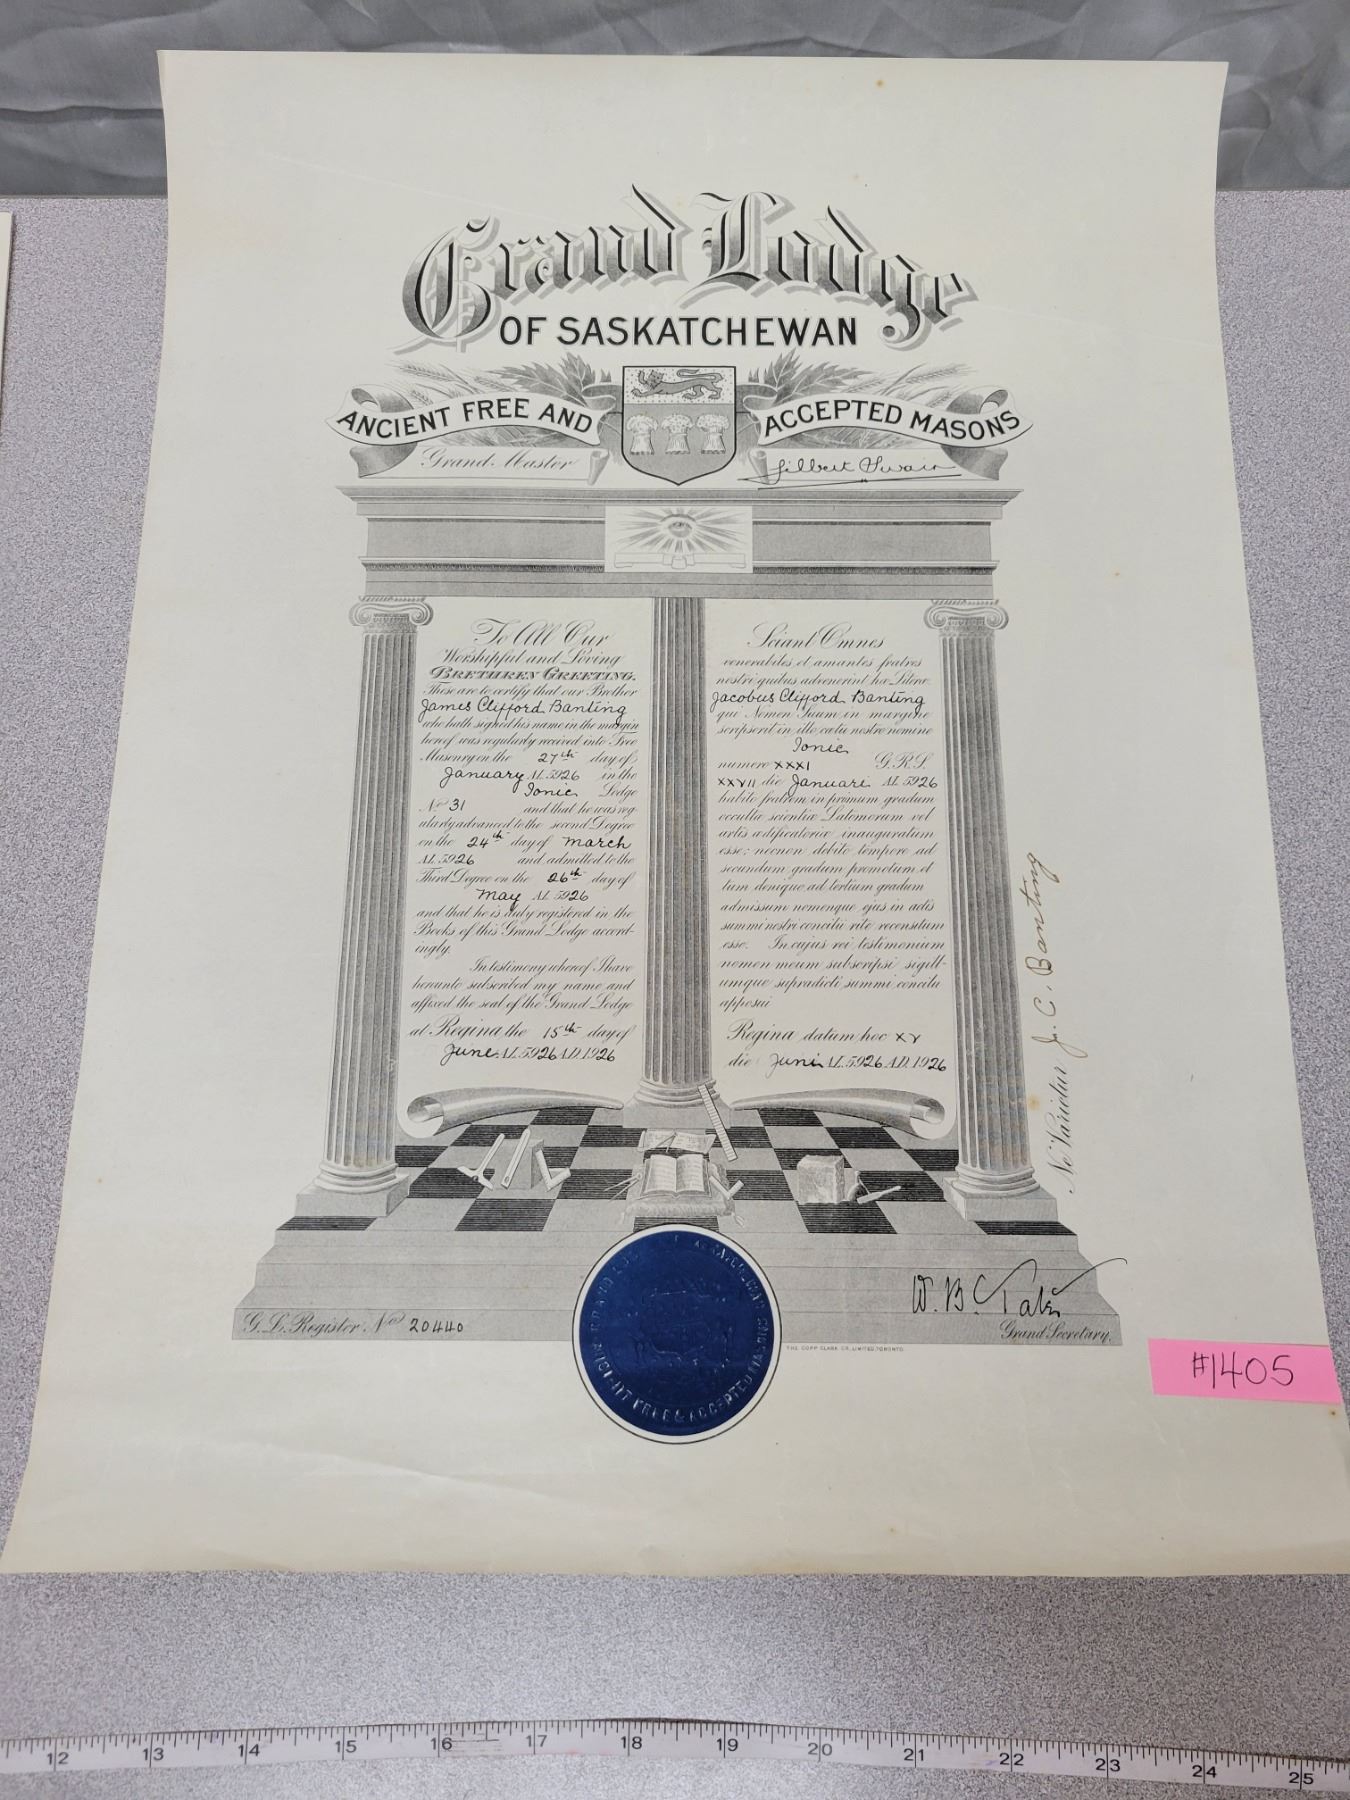 Grand Lodge
OF SASKATCHEWAN
ANCIENT FREE AND ACCEPTED MASONS
Grand Master Gilbert Swain
To All Our
Worshipful and Loving
BRETHREN GREETING.
These are to certify that our Brother
James Clifford Banting
who hath signed his name in the margin
hereof was regularly received into Free
Masonry on the 27th day of
January AL. 5926 in the
Ionic Lodge
No 31 and that he was reg-
ularly advanced to the second Degree
on the 24th day of March
AL. 5926 and admitted to the
Third Degree on the 26th day of
May AL. 5926
and that he is duly registered in the
Books of this Grand Lodge accord-
ingly.
In testimony whereof I have
hereunto subscribed my name and
affixed the seal of the Grand Lodge
at Regina the 15th day of
June AL. 5926 A.D. 1926
Sciant Omnes
venerabiles et amantes fratres
nostri quibus advenerint hæ Literæ
Jacobus Clifford Banting
qui Nomen Suum in margine
scripserit in illo cætu nostro nomine
Ionic
numero XXXI G.R.S.
XXVII die Januari AL. 5926
habito fratrem in primum gradum
occultæ scientiæ Latomorum vel
artis ædificatoriæ inauguratum
esse; necnon debito tempore ad
secundum gradum promotum et
tum denique ad tertium gradum
admissum nomenque ejus in actis
summi nostri concilii rite recensitum
esse. In cujus rei testimonium
nomen meum subscripsi sigill-
umque supradicti summi concilii
apposui
Regina datum hoc XV
die Juni AL. 5926 A.D. 1926
Ne Varietur J. C. Banting
W. B. Tate
Grand Secretary.
G. L. Register No 20440
THE COPP CLARK CO., LIMITED, TORONTO.
ANCIENT FREE & ACCEPTED MASONS
#1405
12 13 14 15 16 17 18 19 20 21 22 23 24 25